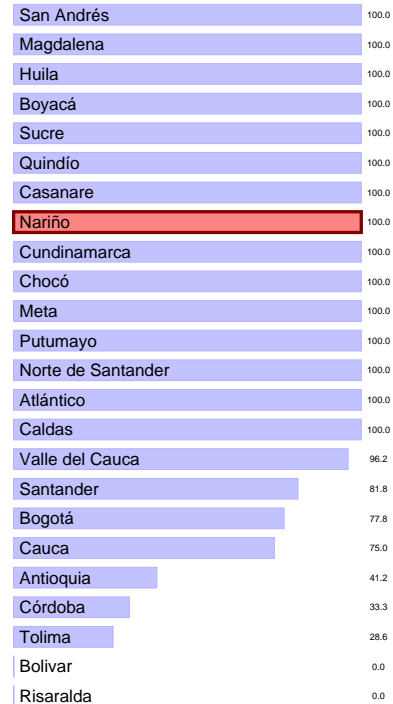 San Andrés 100.0
Magdalena 100.0
Huila 100.0
Boyacá 100.0
Sucre 100.0
Quindío 100.0
Casanare 100.0
Nariño 100.0
Cundinamarca 100.0
Chocó 100.0
Meta 100.0
Putumayo 100.0
Norte de Santander 100.0
Atlántico 100.0
Caldas 100.0
Valle del Cauca 96.2
Santander 81.8
Bogotá 77.8
Cauca 75.0
Antioquia 41.2
Córdoba 33.3
Tolima 28.6
Bolivar 0.0
Risaralda 0.0